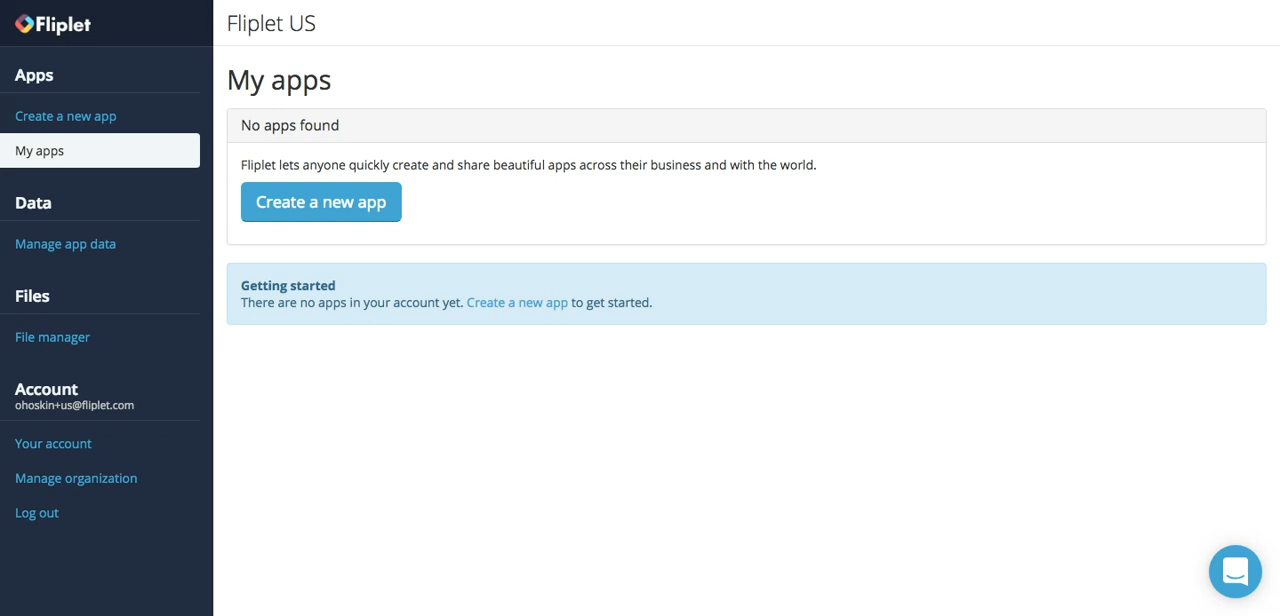 Fliplet
Apps
Create a new app
My apps
Data
Manage app data
Files
File manager
Account
ohoskin+us@fliplet.com
Your account
Manage organization
Log out
Fliplet US
My apps
No apps found
Fliplet lets anyone quickly create and share beautiful apps across their business and with the world.
Create a new app
Getting started
There are no apps in your account yet. Create a new app to get started.